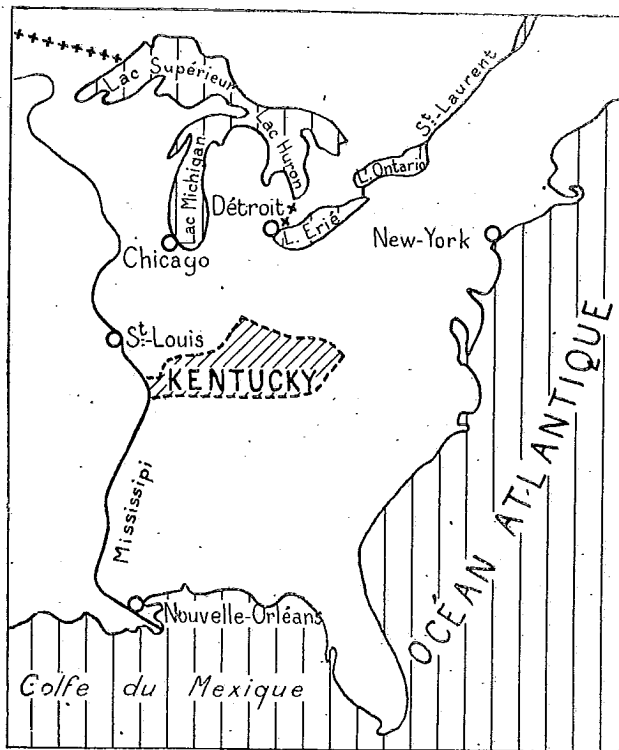 Lac Supérieur
St-Laurent
Lac Huron
Lac Michigan
L. Ontario
Détroit
L. Érié
New-York
Chicago
St-Louis
KENTUCKY
OCÉAN ATLANTIQUE
Mississipi
Nouvelle-Orléans
Golfe du Mexique